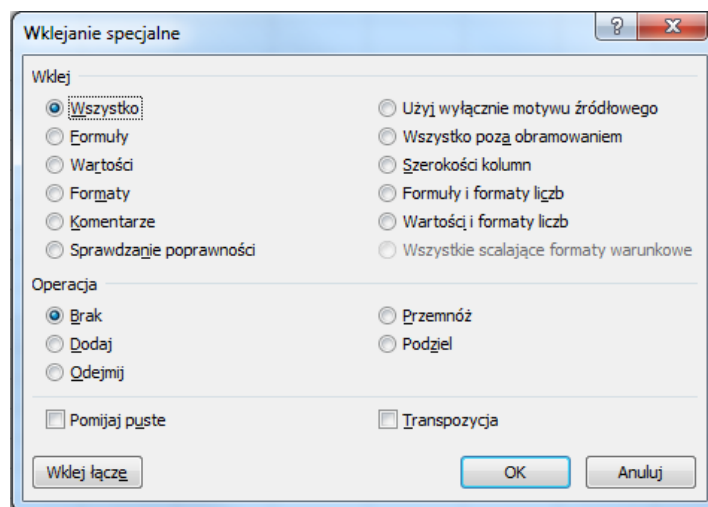 Wklejanie specjalne
Wklej
Wszystko
Użyj wyłącznie motywu źródłowego
Formuły
Wszystko poza obramowaniem
Wartości
Szerokości kolumn
Formaty
Formuły i formaty liczb
Komentarze
Wartości i formaty liczb
Sprawdzanie poprawności
Wszystkie scalające formaty warunkowe
Operacja
Brak
Przemnóż
Dodaj
Podziel
Odejmij
Pomijaj puste
Transpozycja
Wklej łącze
OK
Anuluj